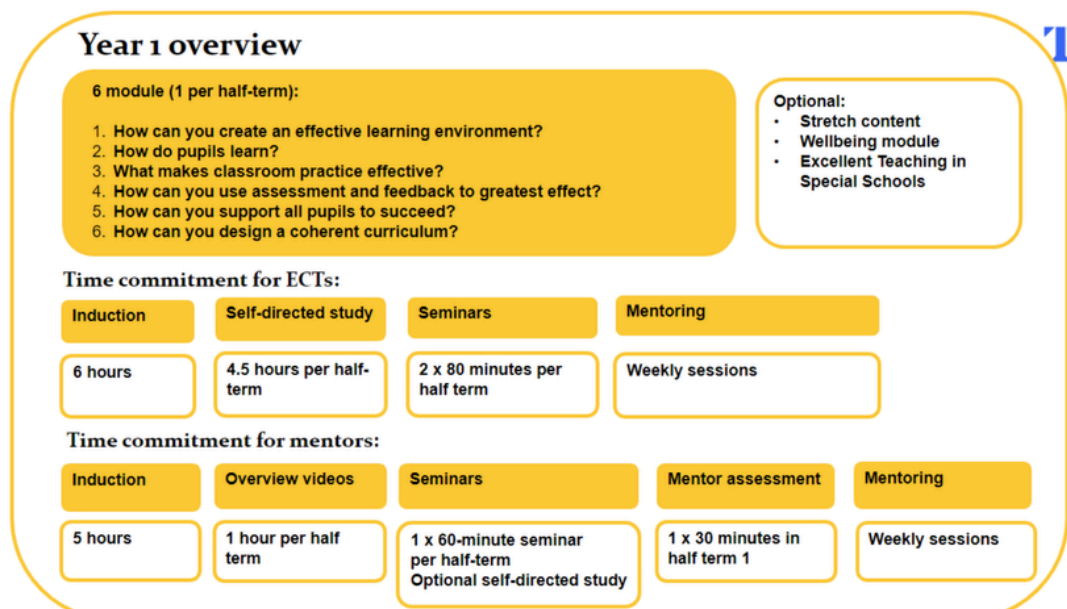 Year 1 overview
T
6 module (1 per half-term):
1. How can you create an effective learning environment?
2. How do pupils learn?
3. What makes classroom practice effective?
4. How can you use assessment and feedback to greatest effect?
5. How can you support all pupils to succeed?
6. How can you design a coherent curriculum?
Optional:
• Stretch content
• Wellbeing module
• Excellent Teaching in
Special Schools
Time commitment for ECTs:
Induction
Self-directed study
Seminars
Mentoring
6 hours
4.5 hours per half-
term
2 x 80 minutes per
half term
Weekly sessions
Time commitment for mentors:
Induction
Overview videos
Seminars
Mentor assessment
Mentoring
5 hours
1 hour per half
term
1 x 60-minute seminar
per half-term
Optional self-directed study
1 x 30 minutes in
half term 1
Weekly sessions